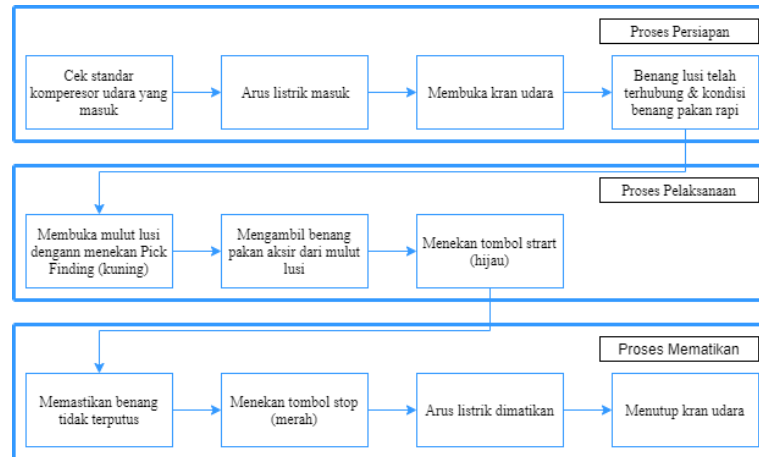 Proses Persiapan
Cek standar
komperesor udara yang
masuk
Arus listrik masuk
Membuka kran udara
Benang lusi telah
terhubung & kondisi
benang pakan rapi
Proses Pelaksanaan
Membuka mulut lusi
dengann menekan Pick
Finding (kuning)
Mengambil benang
pakan aksir dari mulut
lusi
Menekan tombol strart
(hijau)
Proses Mematikan
Memastikan benang
tidak terputus
Menekan tombol stop
(merah)
Arus listrik dimatikan
Menutup kran udara